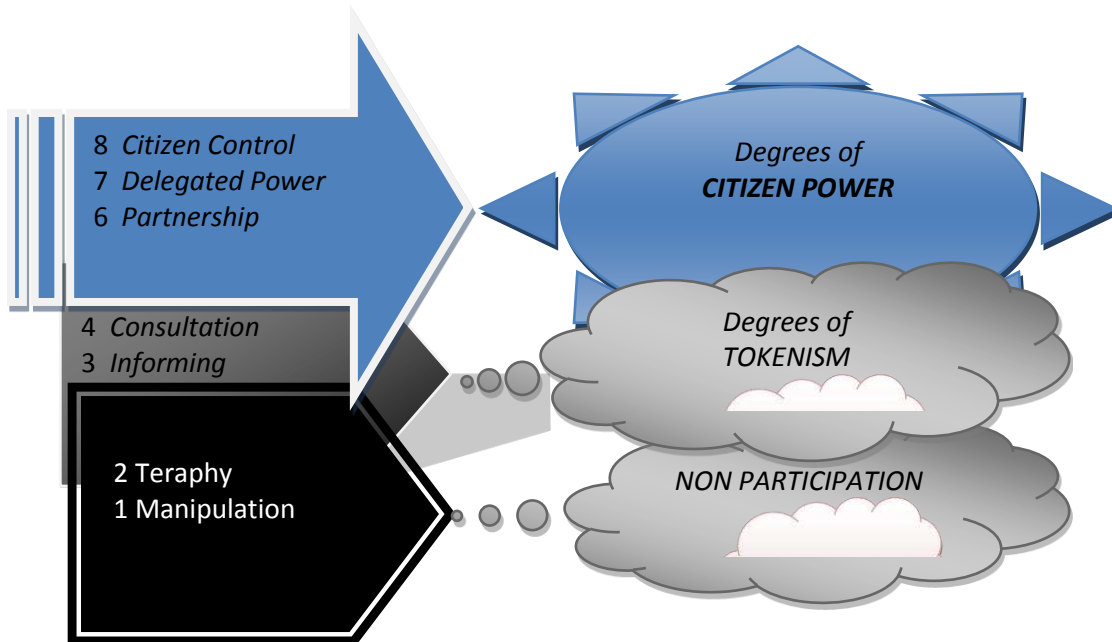 8 Citizen Control
7 Delegated Power
6 Partnership
Degrees of
CITIZEN POWER
4 Consultation
3 Informing
Degrees of
TOKENISM
2 Teraphy
1 Manipulation
NON PARTICIPATION